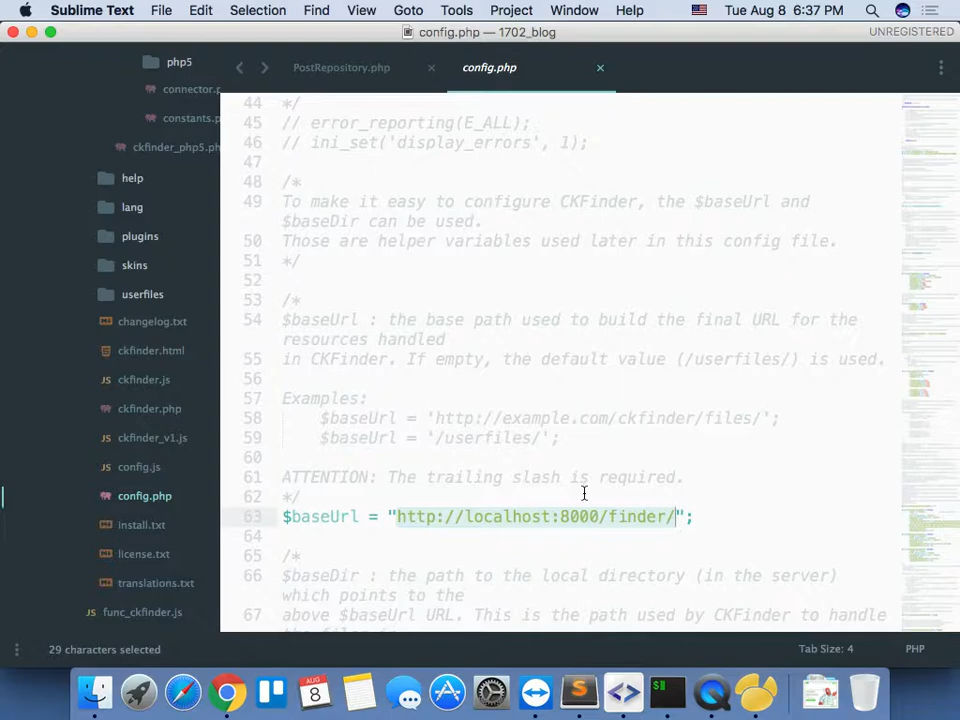 Sublime Text File Edit Selection Find View Goto Tools Project Window Help Tue Aug 8 6:37 PM
config.php — 1702_blog UNREGISTERED
php5
connector.p
constants.p
ckfinder_php5.ph
help
lang
plugins
skins
userfiles
changelog.txt
JS ckfinder.html
JS ckfinder.js
ckfinder.php
JS ckfinder_v1.js
JS config.js
config.php
install.txt
license.txt
translations.txt
JS func_ckfinder.js
PostRepository.php × config.php ×
44 */
45 // error_reporting(E_ALL);
46 // ini_set('display_errors', 1);
47
48 /*
49 To make it easy to configure CKFinder, the $baseUrl and
$baseDir can be used.
50 Those are helper variables used later in this config file.
51 */
52
53 /*
54 $baseUrl : the base path used to build the final URL for the
resources handled
55 in CKFinder. If empty, the default value (/userfiles/) is used.
56
57 Examples:
58 $baseUrl = 'http://example.com/ckfinder/files/';
59 $baseUrl = '/userfiles/';
60
61 ATTENTION: The trailing slash is required.
62 */
63 $baseUrl = "http://localhost:8000/finder/";
64
65 /*
66 $baseDir : the path to the local directory (in the server)
which points to the
67 above $baseUrl URL. This is the path used by CKFinder to handle
29 characters selected Tab Size: 4 PHP
AUG
8